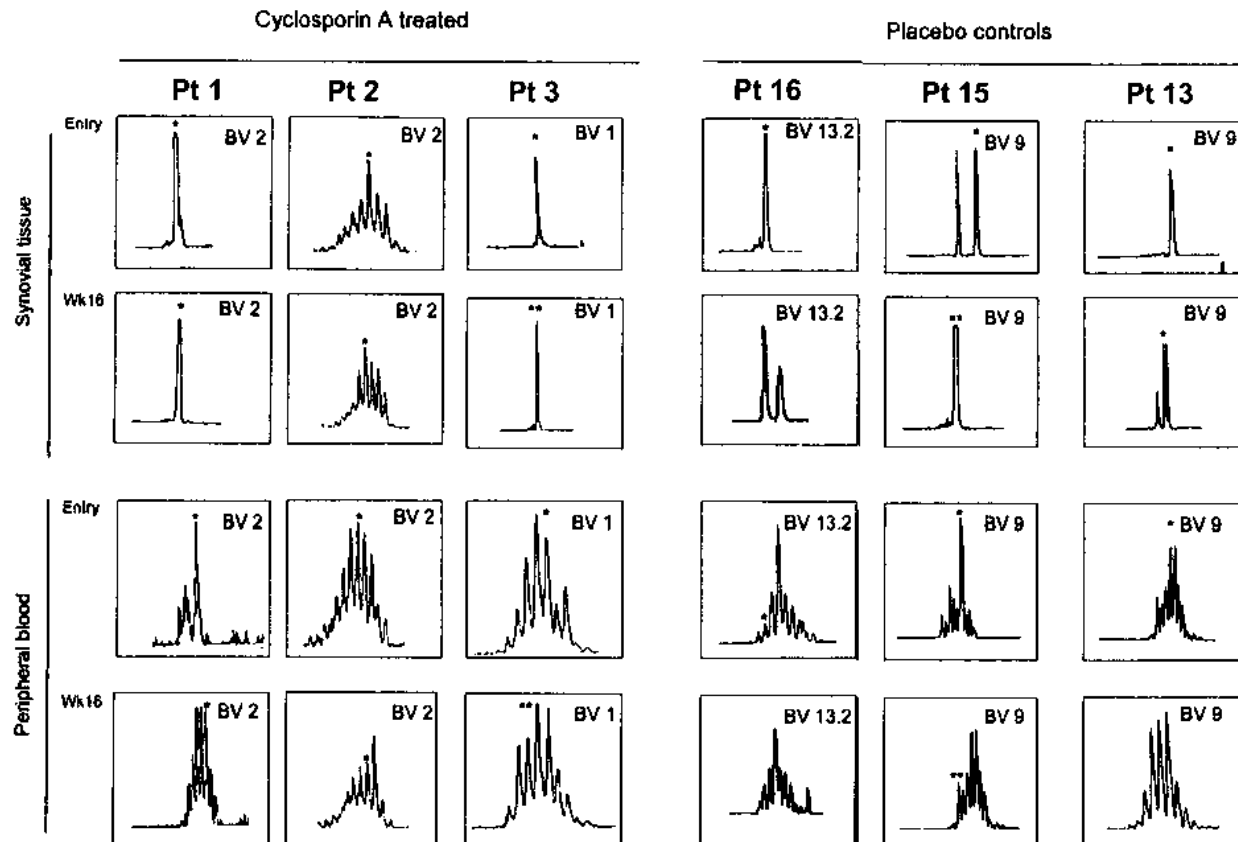 Cyclosporin A treated
Placebo controls
Pt 1 Pt 2 Pt 3 Pt 16 Pt 15 Pt 13
Synovial tissue
Entry
* BV 2 * BV 2 * BV 1 * BV 13.2 * BV 9 * BV 9
Wk16
* BV 2 * BV 2 ** BV 1 BV 13.2 ** BV 9 * BV 9
Peripheral blood
Entry
* BV 2 * BV 2 * BV 1 * BV 13.2 * BV 9 * BV 9
Wk16
* BV 2 * BV 2 ** BV 1 BV 13.2 ** BV 9 BV 9